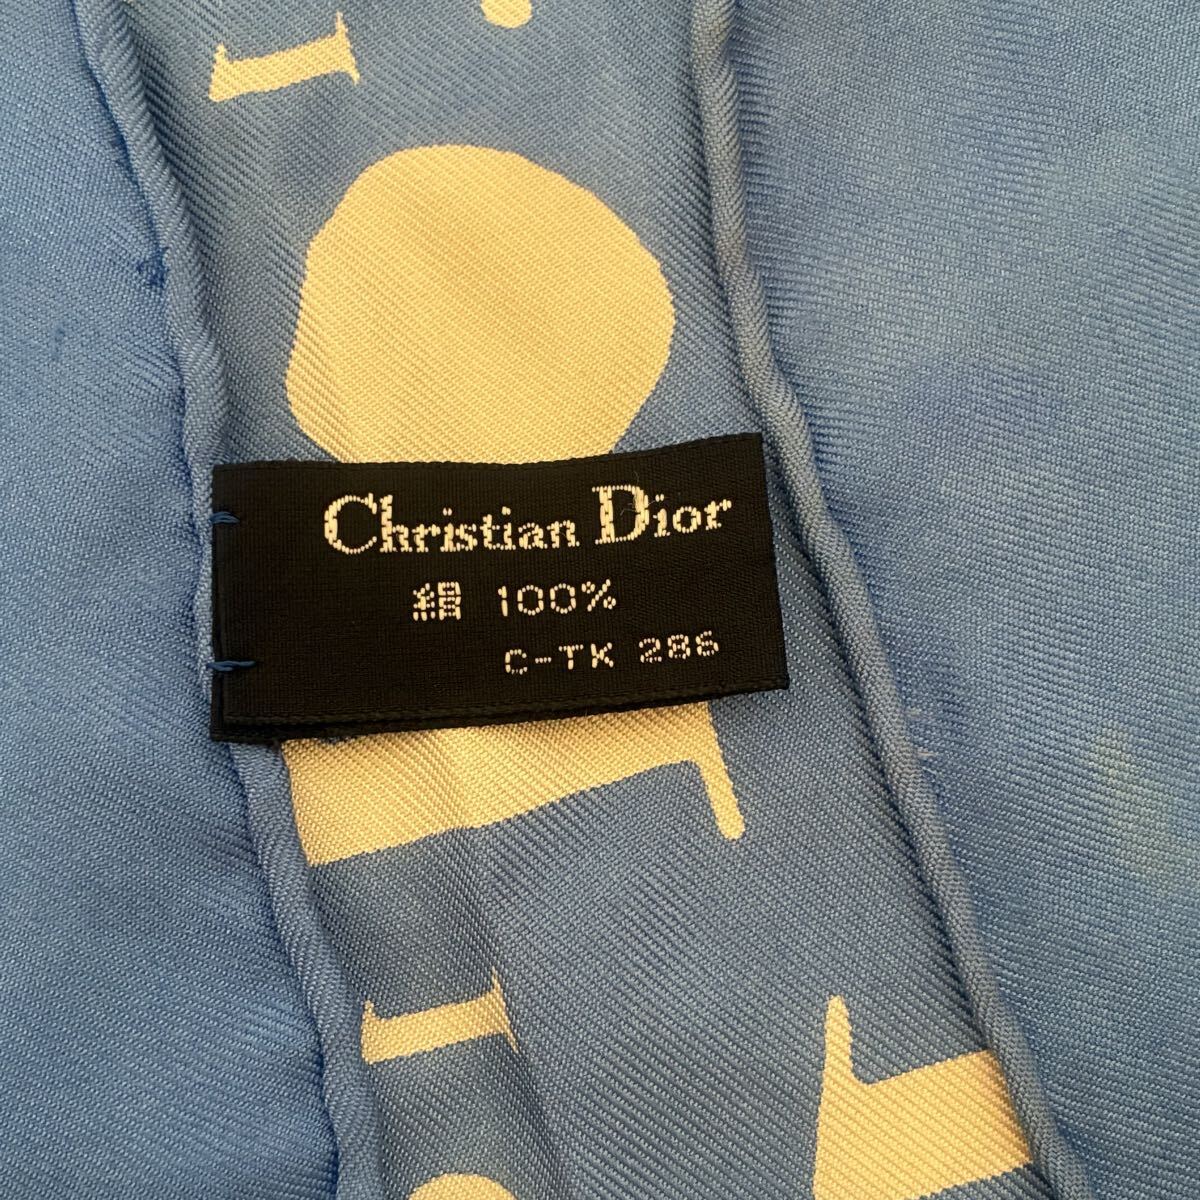 Christian Dior
絹 100%
C-TK 286